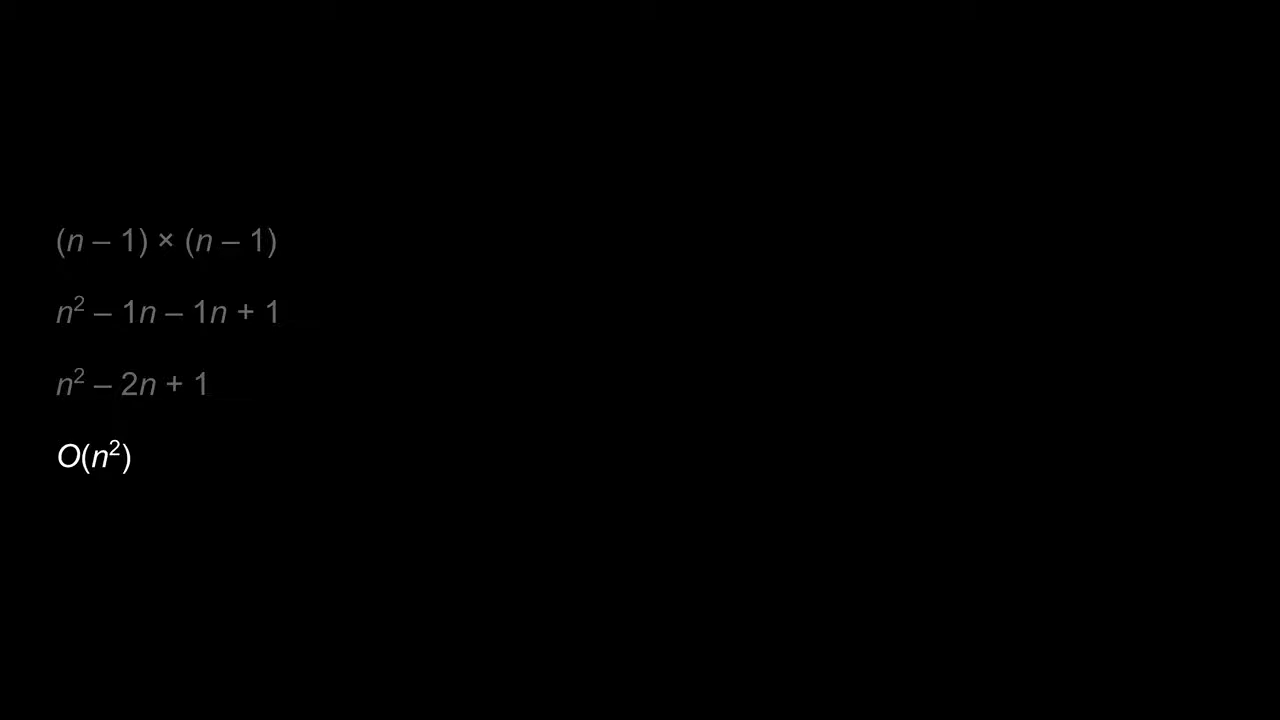 (n – 1) × (n – 1)
n² – 1n – 1n + 1
n² – 2n + 1
O(n²)